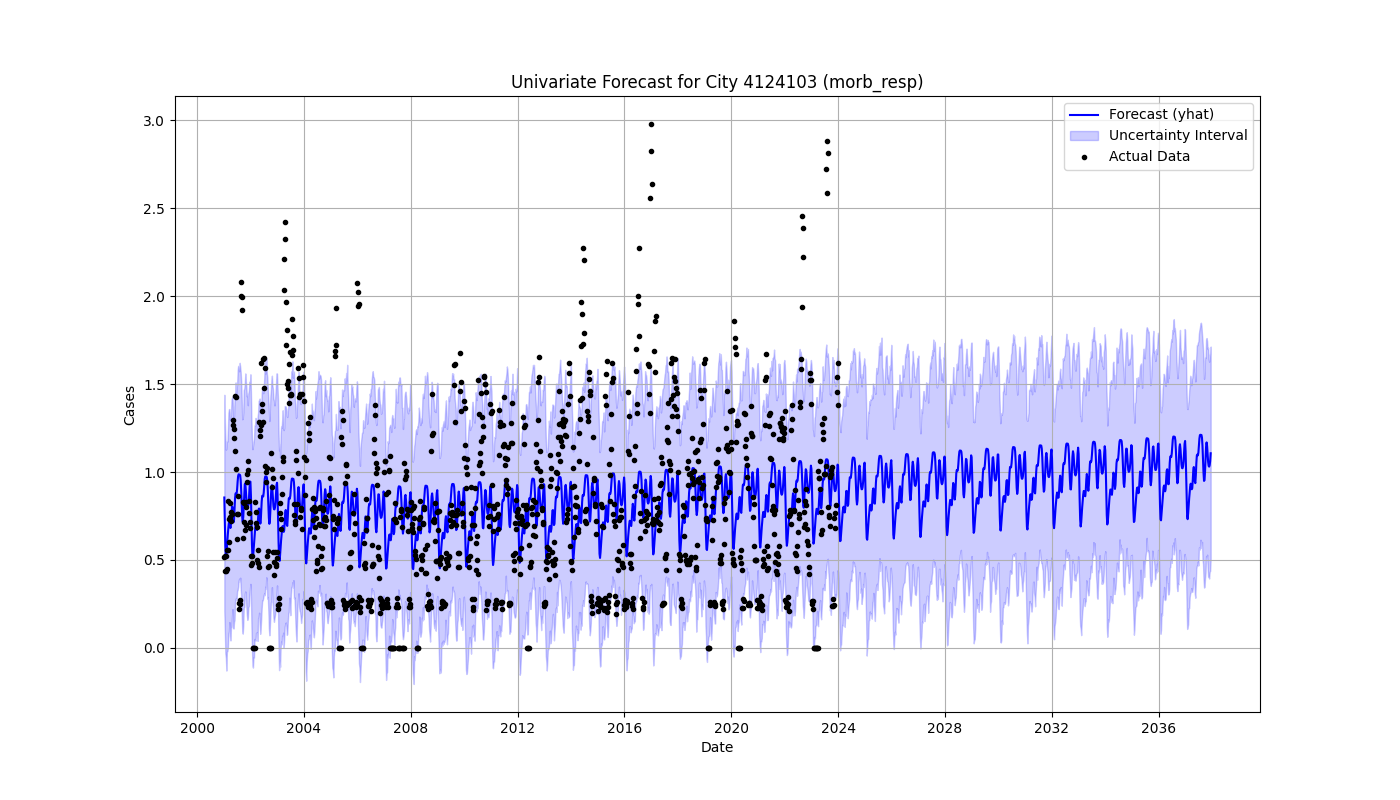 Univariate Forecast for City 4124103 (morb_resp)
Forecast (yhat)
Uncertainty Interval
Actual Data
Cases
3.0
2.5
2.0
1.5
1.0
0.5
0.0
2000 2004 2008 2012 2016 2020 2024 2028 2032 2036
Date